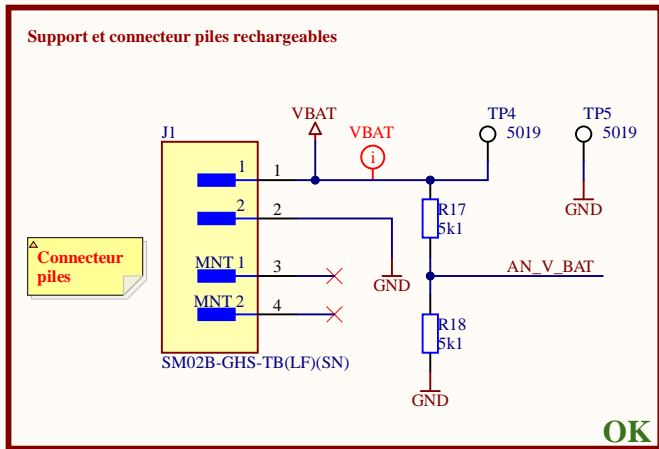 Support et connecteur piles rechargeables
VBAT
VBAT
TP4
5019
TP5
5019
J1
1
1
2
2
GND
R17
5k1
GND
Connecteur
piles
MNT 1
3
AN_V_BAT
MNT 2
4
R18
5k1
SM02B-GHS-TB(LF)(SN)
GND
i
OK